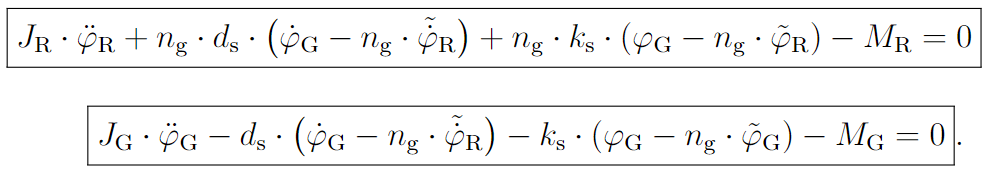 J_R · φ̈_R + n_g · d_s · (φ̇_G − n_g · φ̇̃_R) + n_g · k_s · (φ_G − n_g · φ̃_R) − M_R = 0
J_G · φ̈_G − d_s · (φ̇_G − n_g · φ̇̃_R) − k_s · (φ_G − n_g · φ̃_G) − M_G = 0.